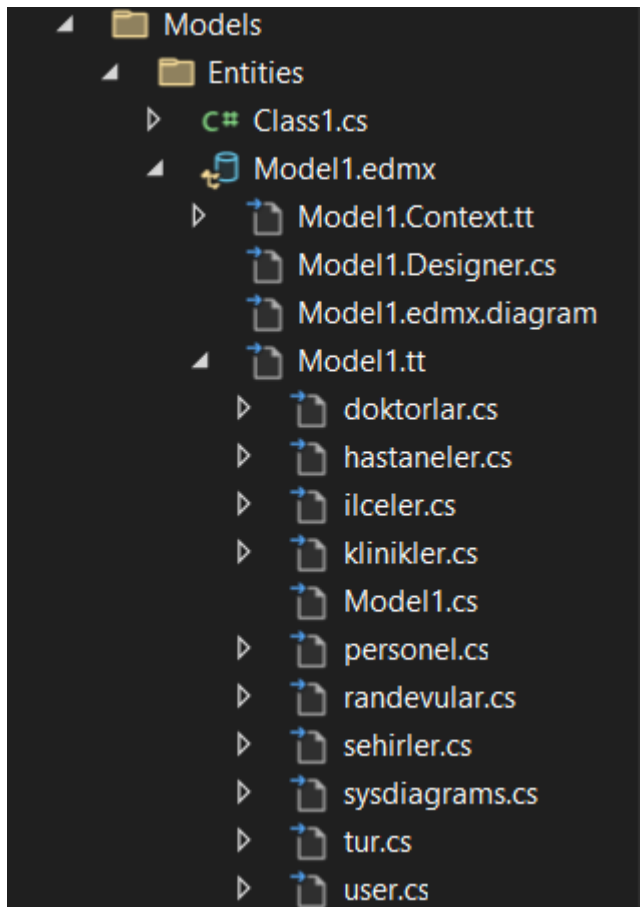 Models
Entities
C# Class1.cs
Model1.edmx
Model1.Context.tt
Model1.Designer.cs
Model1.edmx.diagram
Model1.tt
doktorlar.cs
hastaneler.cs
ilceler.cs
klinikler.cs
Model1.cs
personel.cs
randevular.cs
sehirler.cs
sysdiagrams.cs
tur.cs
user.cs